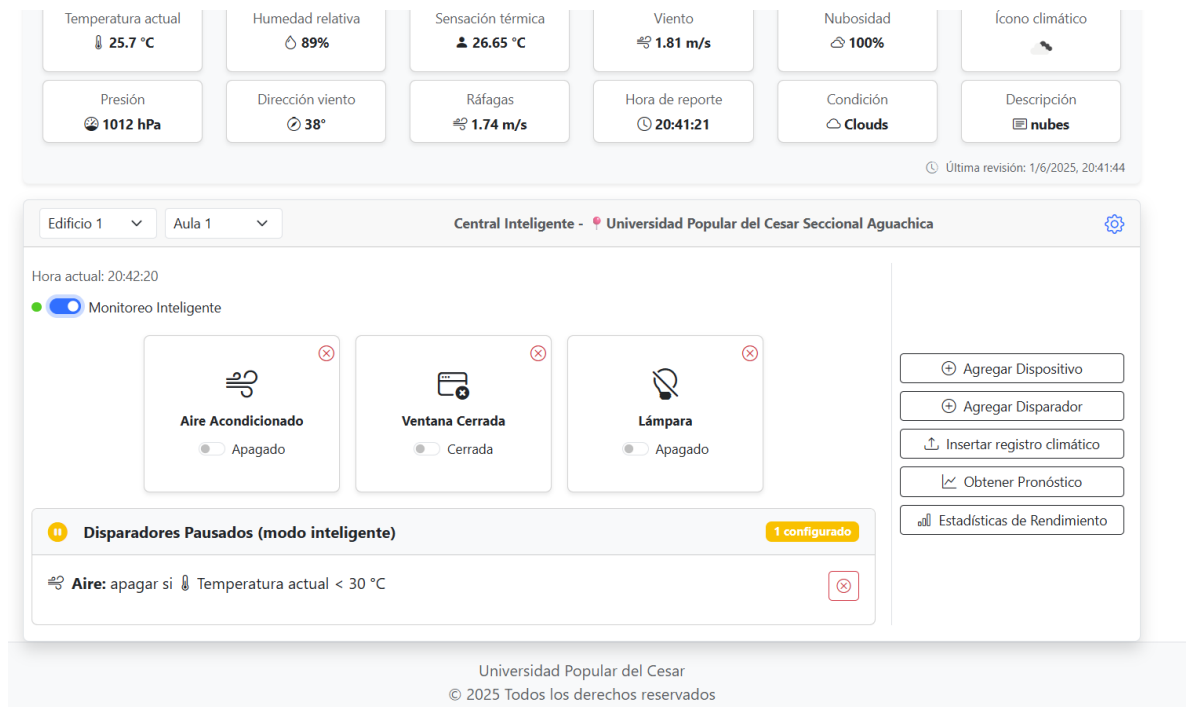 Temperatura actual Humedad relativa Sensación térmica Viento Nubosidad Ícono climático
25.7 °C 89% 26.65 °C 1.81 m/s 100%
Presión Dirección viento Ráfagas Hora de reporte Condición Descripción
1012 hPa 38° 1.74 m/s 20:41:21 Clouds nubes
Última revisión: 1/6/2025, 20:41:44
Edificio 1 Aula 1 Central Inteligente - Universidad Popular del Cesar Seccional Aguachica
Hora actual: 20:42:20
Monitoreo Inteligente
Aire Acondicionado Ventana Cerrada Lámpara
Apagado Cerrada Apagado
Agregar Dispositivo
Agregar Disparador
Insertar registro climático
Obtener Pronóstico
Estadísticas de Rendimiento
Disparadores Pausados (modo inteligente) 1 configurado
Aire: apagar si Temperatura actual < 30 °C
Universidad Popular del Cesar
© 2025 Todos los derechos reservados